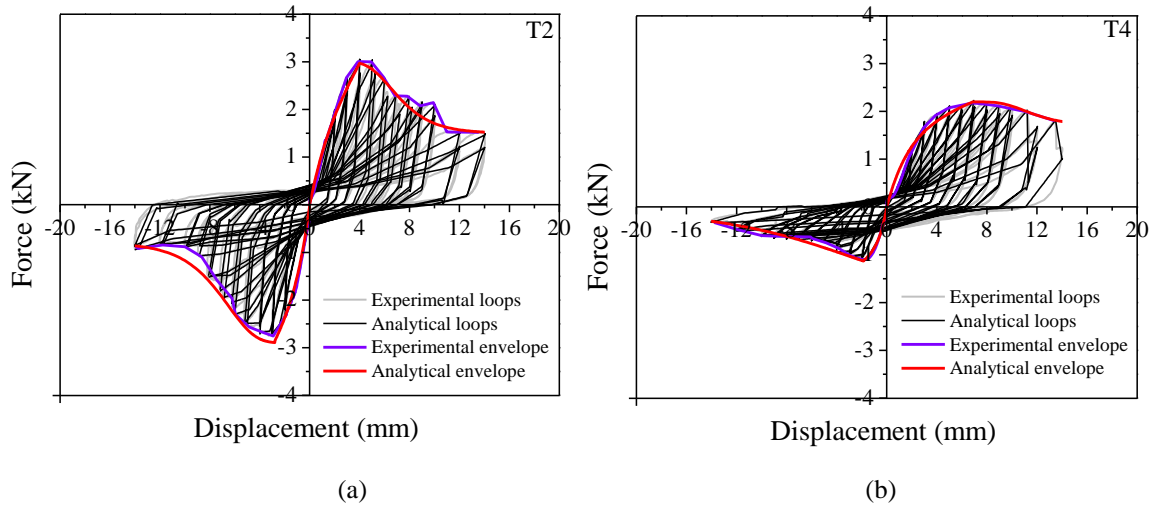 (a)
T2
4
3
2
1
-3
-4
-20 -16 -12 0 4 8 12 16 20
Force (kN)
Displacement (mm)
Experimental loops
Analytical loops
Experimental envelope
Analytical envelope
(a)
(b)
T4
4
3
2
1
-1
-2
-3
-4
-20 -16 -12 -8 -4 0 4 8 12 16 20
Force (kN)
Displacement (mm)
Experimental loops
Analytical loops
Experimental envelope
Analytical envelope
(b)